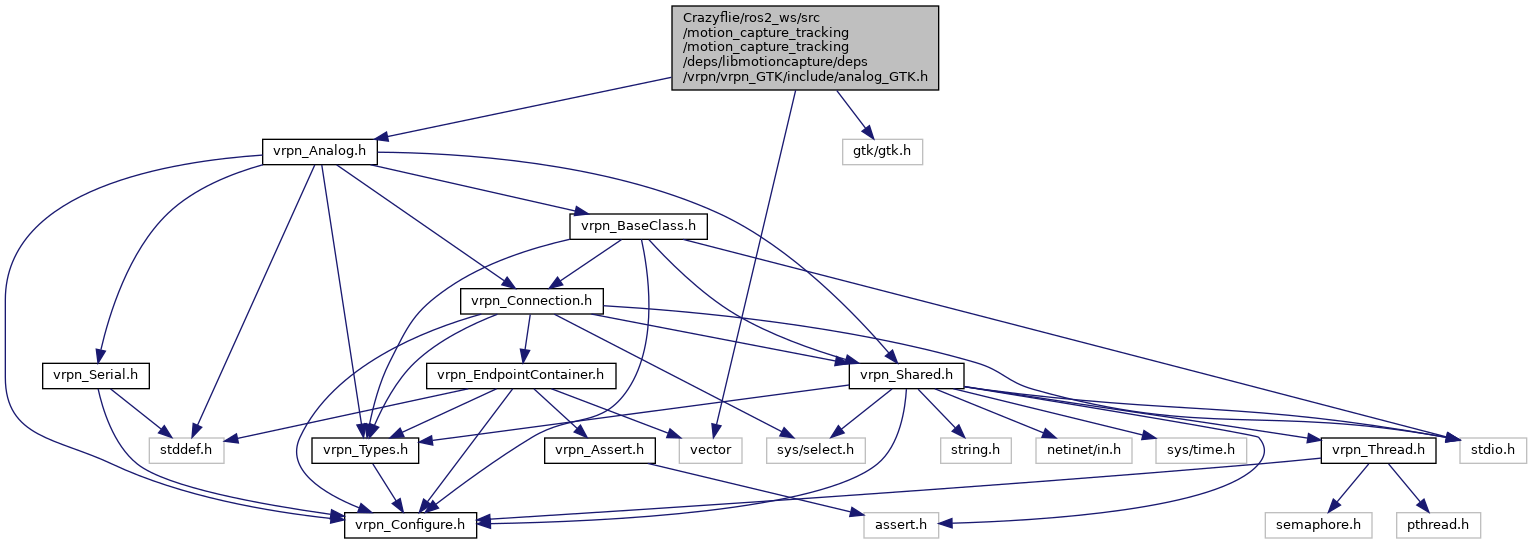 Crazyflie/ros2_ws/src
/motion_capture_tracking
/motion_capture_tracking
/deps/libmotioncapture/deps
/vrpn/vrpn_GTK/include/analog_GTK.h
vrpn_Analog.h
gtk/gtk.h
vrpn_BaseClass.h
vrpn_Connection.h
vrpn_Serial.h
vrpn_EndpointContainer.h
vrpn_Shared.h
stddef.h
vrpn_Types.h
vrpn_Assert.h
vector
sys/select.h
string.h
netinet/in.h
sys/time.h
vrpn_Thread.h
stdio.h
vrpn_Configure.h
assert.h
semaphore.h
pthread.h